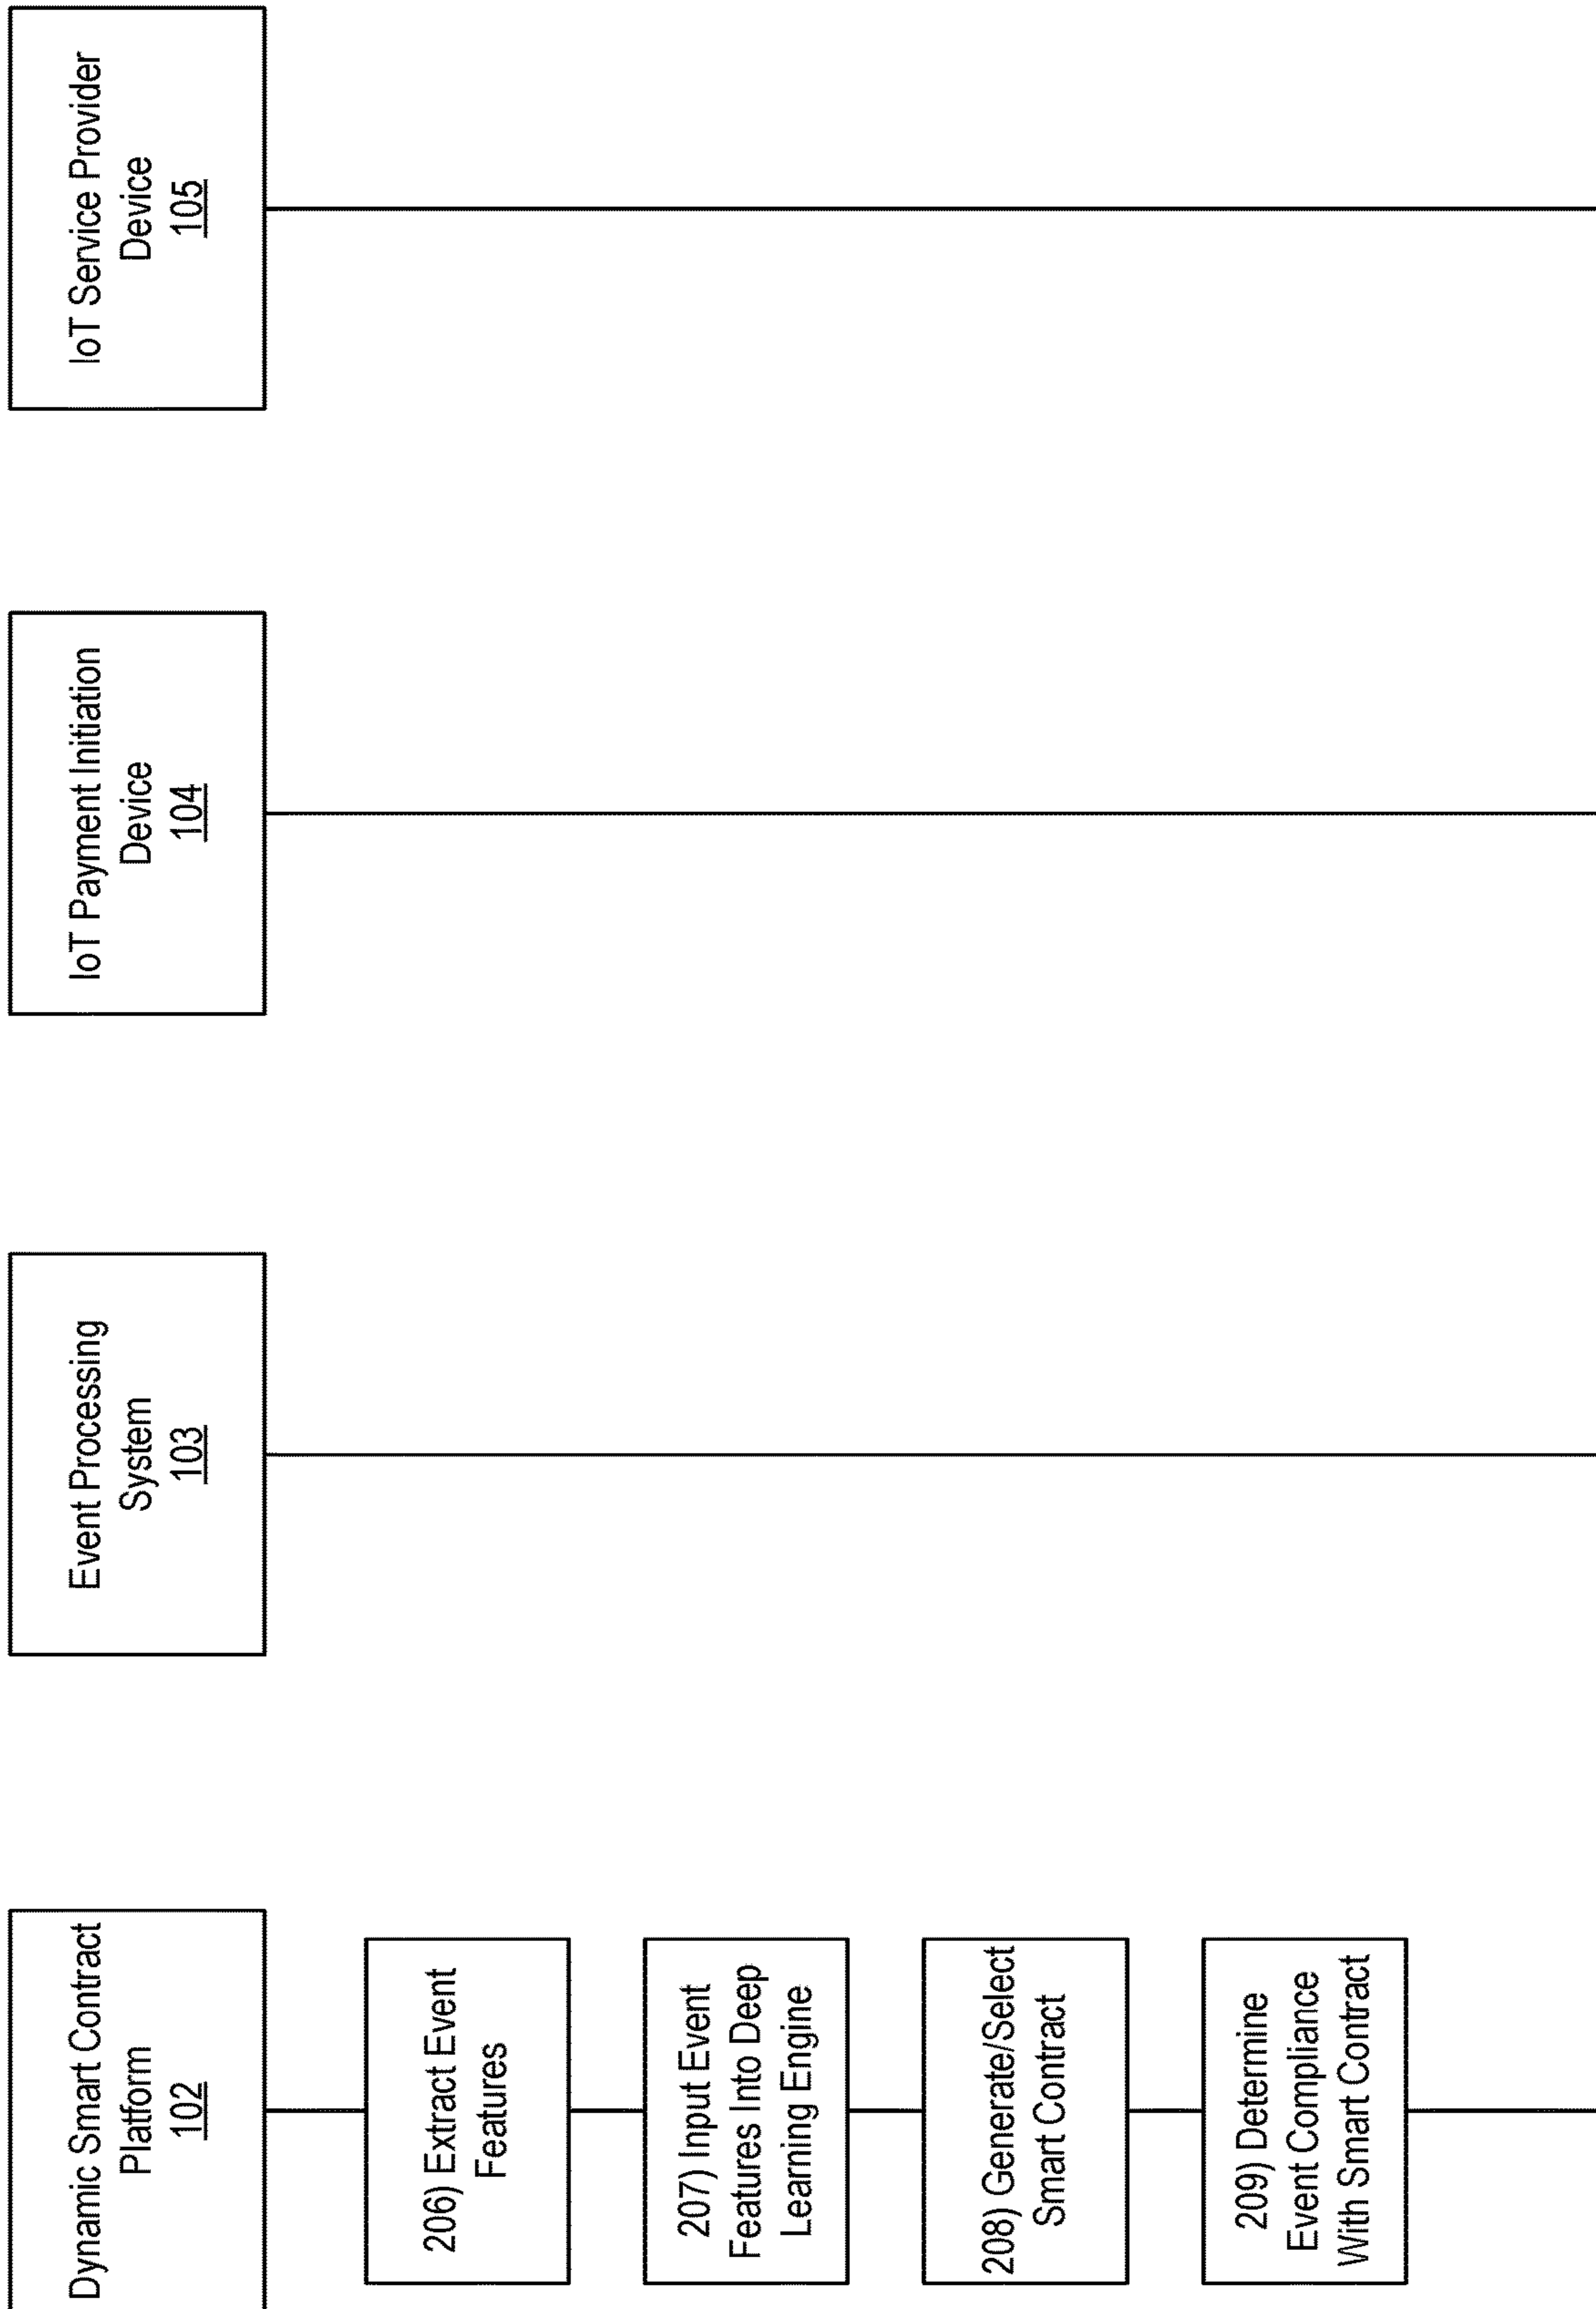 Dynamic Smart Contract
Platform
102
Event Processing
System
103
IoT Payment Initiation
Device
104
IoT Service Provider
Device
105
206) Extract Event
Features
207) Input Event
Features Into Deep
Learning Engine
208) Generate/Select
Smart Contract
209) Determine
Event Compliance
With Smart Contract